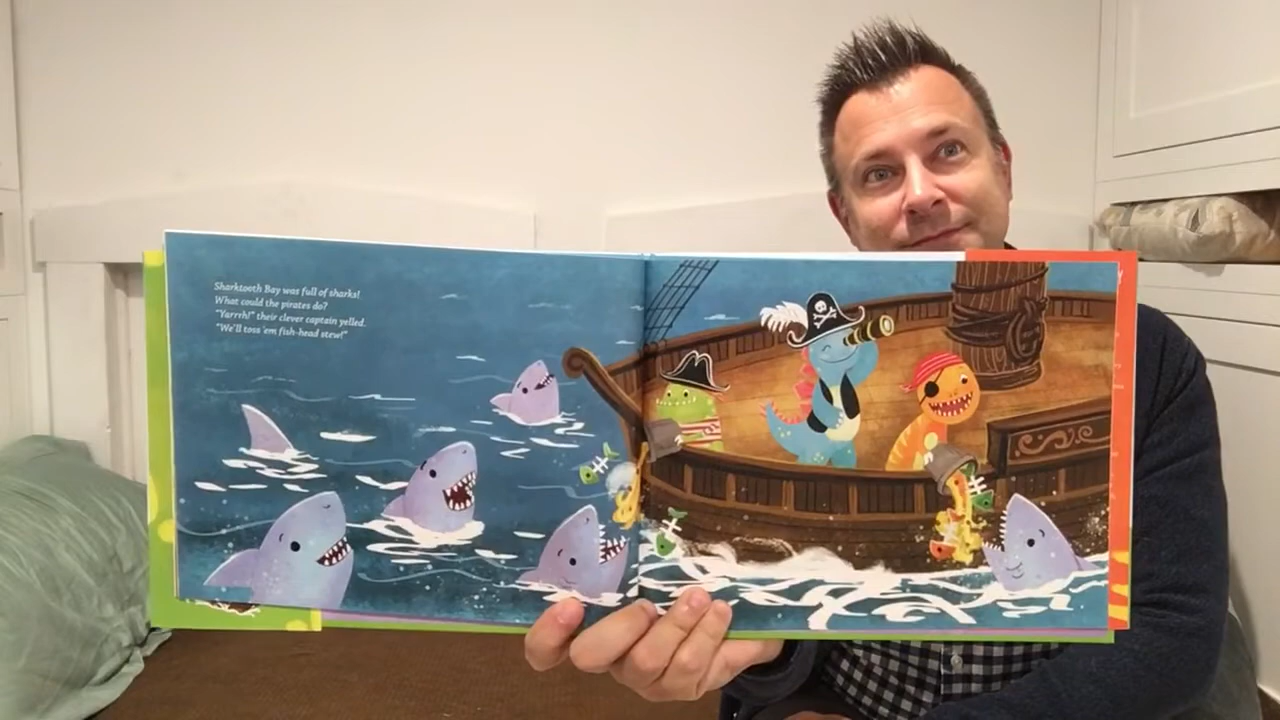 Sharktooth Bay was full of sharks!
What could the pirates do?
"Yarrrh!" their clever captain yelled.
"We'll toss 'em fish-head stew!"